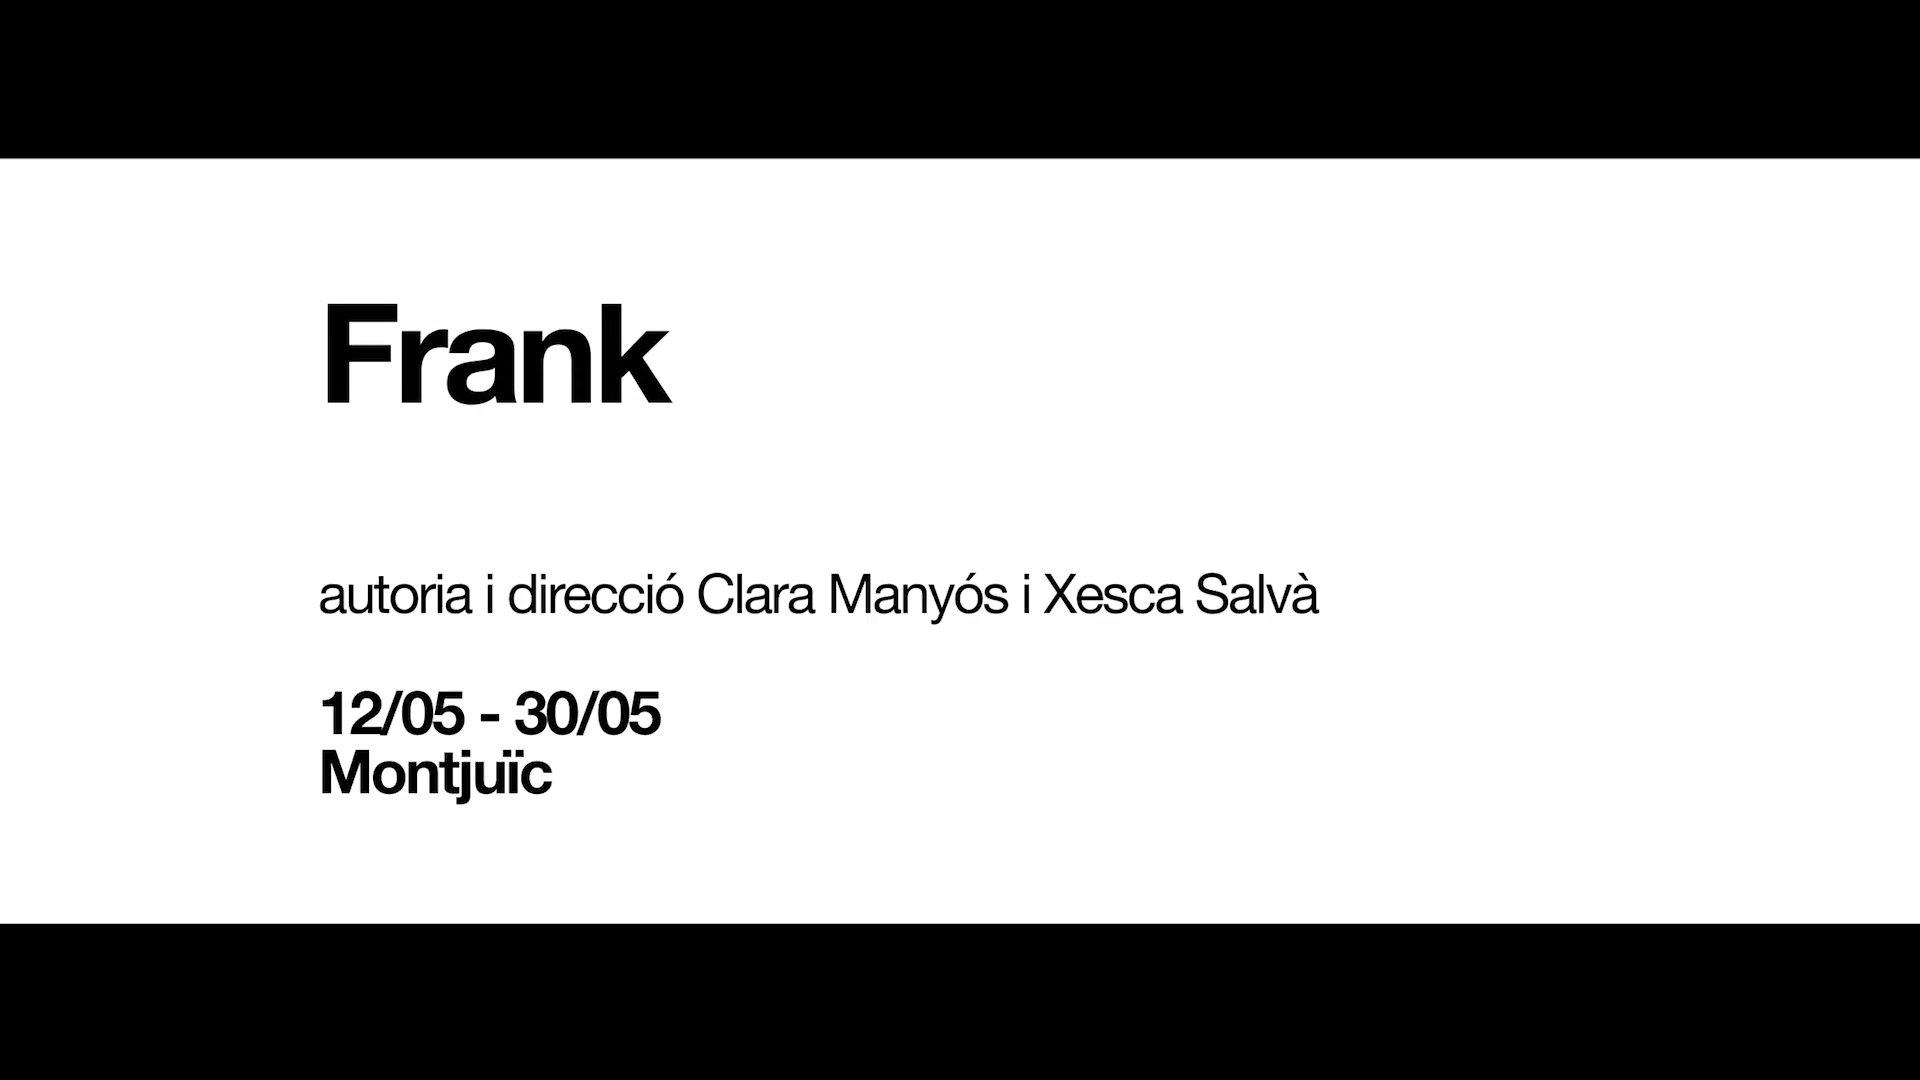 Frank
autoria i direcció Clara Manyós i Xesca Salvà
12/05 - 30/05
Montjuïc